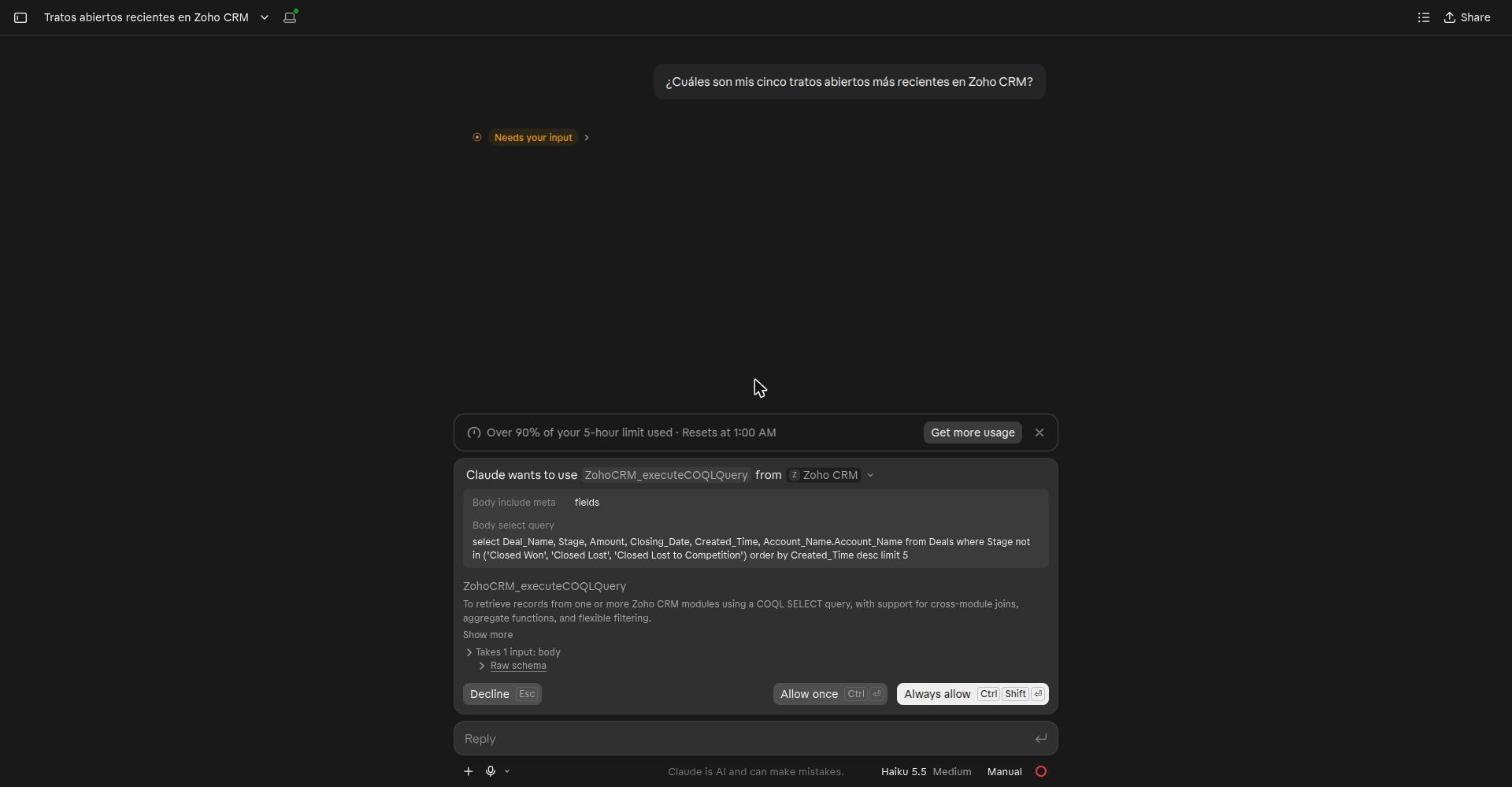 Tratos abiertos recientes en Zoho CRM
Share
¿Cuáles son mis cinco tratos abiertos más recientes en Zoho CRM?
Needs your input
Over 90% of your 5-hour limit used · Resets at 1:00 AM
Get more usage
Claude wants to use ZohoCRM_executeCOQLQuery from Z Zoho CRM
Body include meta fields
Body select query
select Deal_Name, Stage, Amount, Closing_Date, Created_Time, Account_Name.Account_Name from Deals where Stage not
in ('Closed Won', 'Closed Lost', 'Closed Lost to Competition') order by Created_Time desc limit 5
ZohoCRM_executeCOQLQuery
To retrieve records from one or more Zoho CRM modules using a COQL SELECT query, with support for cross-module joins,
aggregate functions, and flexible filtering.
Show more
Takes 1 input: body
Raw schema
Decline Esc
Allow once Ctrl ⏎
Always allow Ctrl Shift ⏎
Reply
Claude is AI and can make mistakes.
Haiku 5.5 Medium
Manual